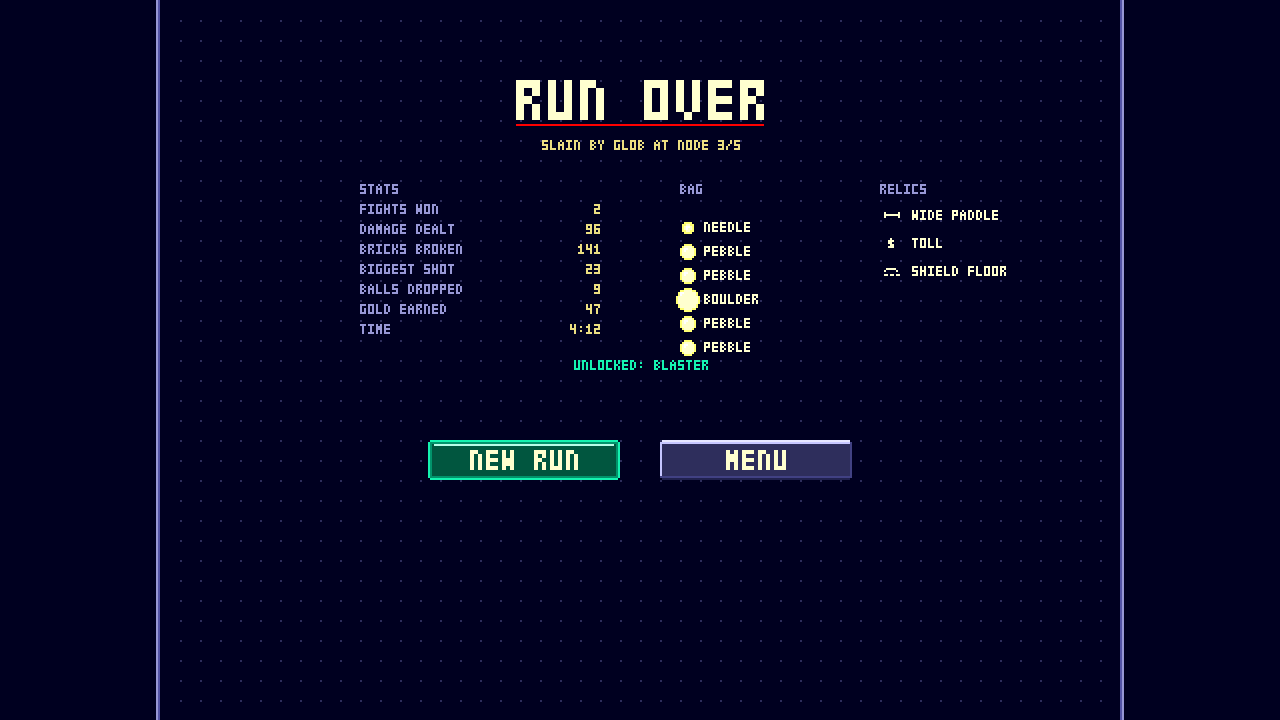 RUN OVER
SLAIN BY GLOB AT NODE 3/5
STATS
FIGHTS WON 2
DAMAGE DEALT 96
BRICKS BROKEN 141
BIGGEST SHOT 23
BALLS DROPPED 9
GOLD EARNED 47
TIME 4:12
BAG
NEEDLE
PEBBLE
PEBBLE
BOULDER
PEBBLE
PEBBLE
RELICS
WIDE PADDLE
$ TOLL
SHIELD FLOOR
UNLOCKED: BLASTER
NEW RUN
MENU